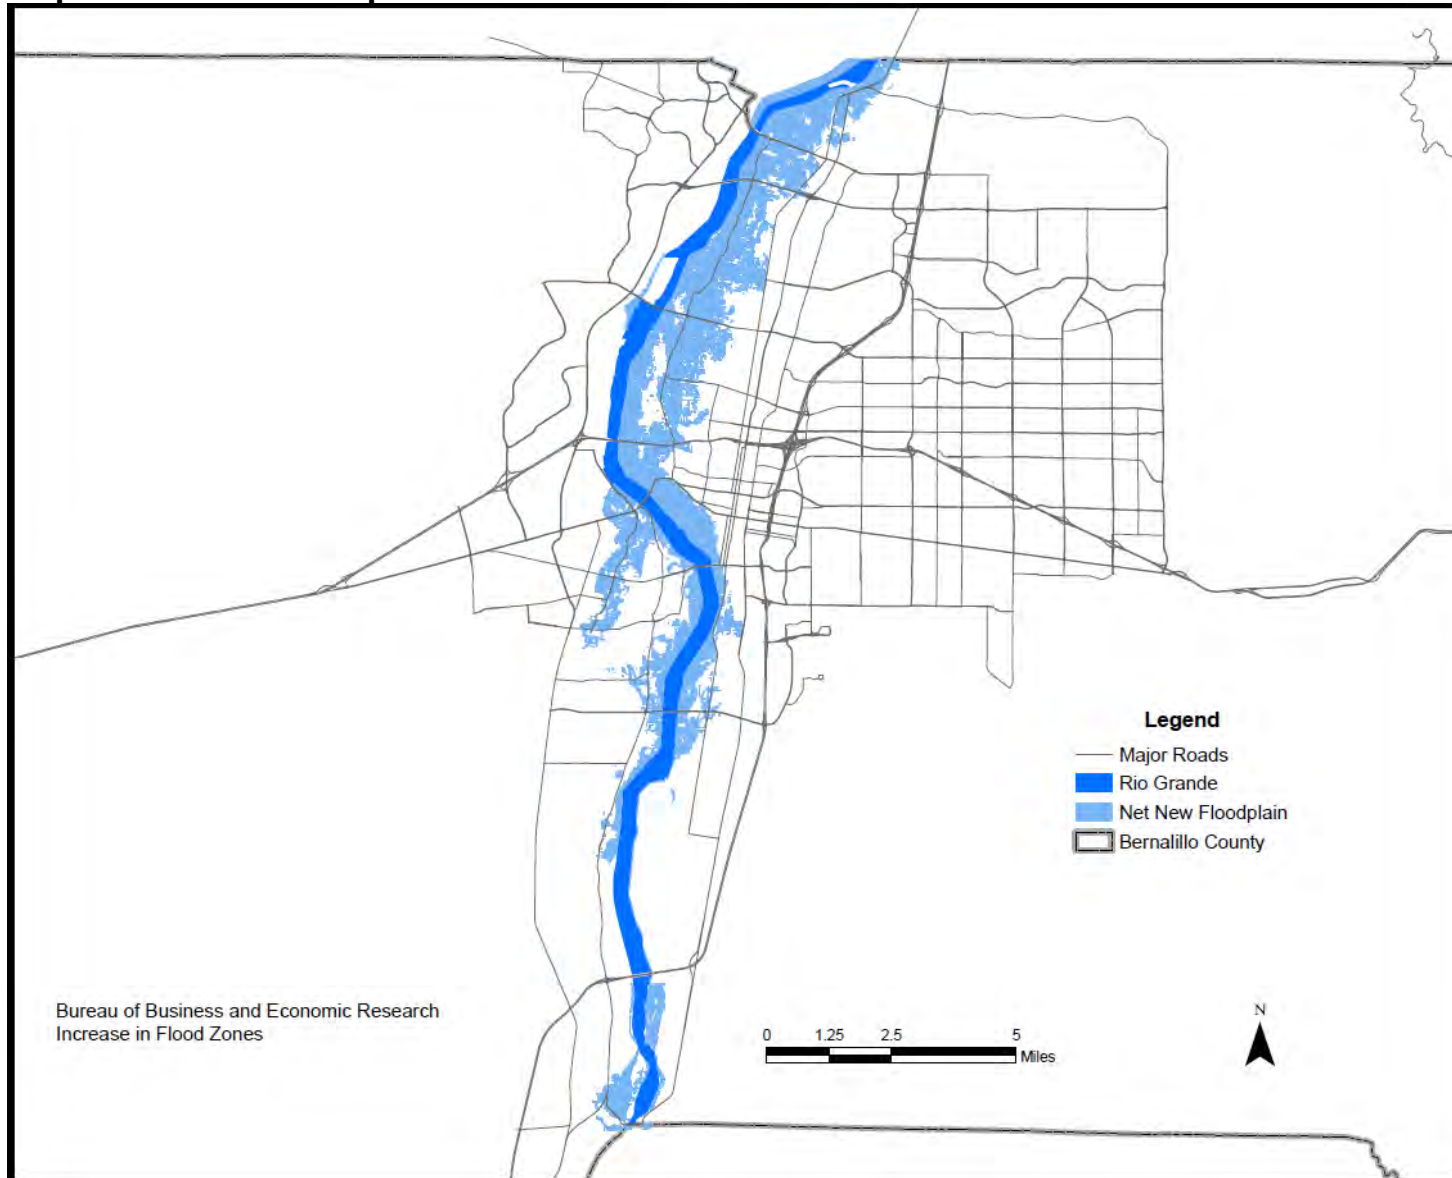 Legend
Major Roads
Rio Grande
Net New Floodplain
Bernalillo County
Bureau of Business and Economic Research
Increase in Flood Zones
0 1.25 2.5 5
Miles
N